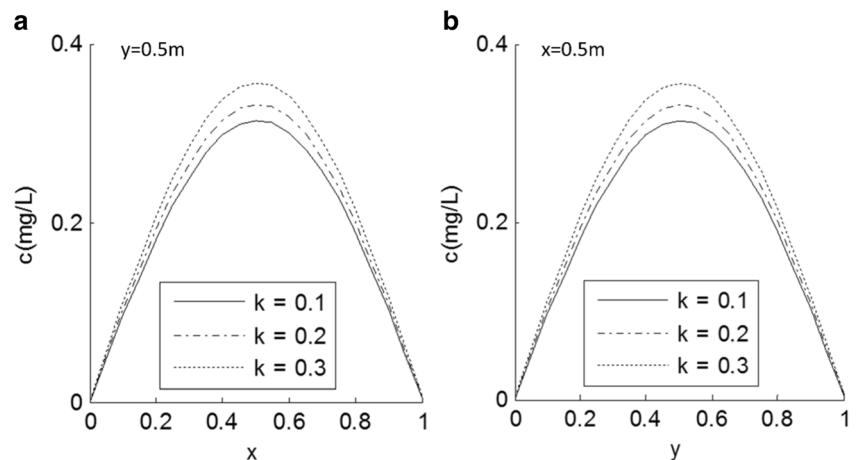 a
y=0.5m
c(mg/L)
0.4
0.2
0
k = 0.1
k = 0.2
k = 0.3
0 0.2 0.4 0.6 0.8 1
x
b
x=0.5m
c(mg/L)
0.4
0.2
0
k = 0.1
k = 0.2
k = 0.3
0 0.2 0.4 0.6 0.8 1
y